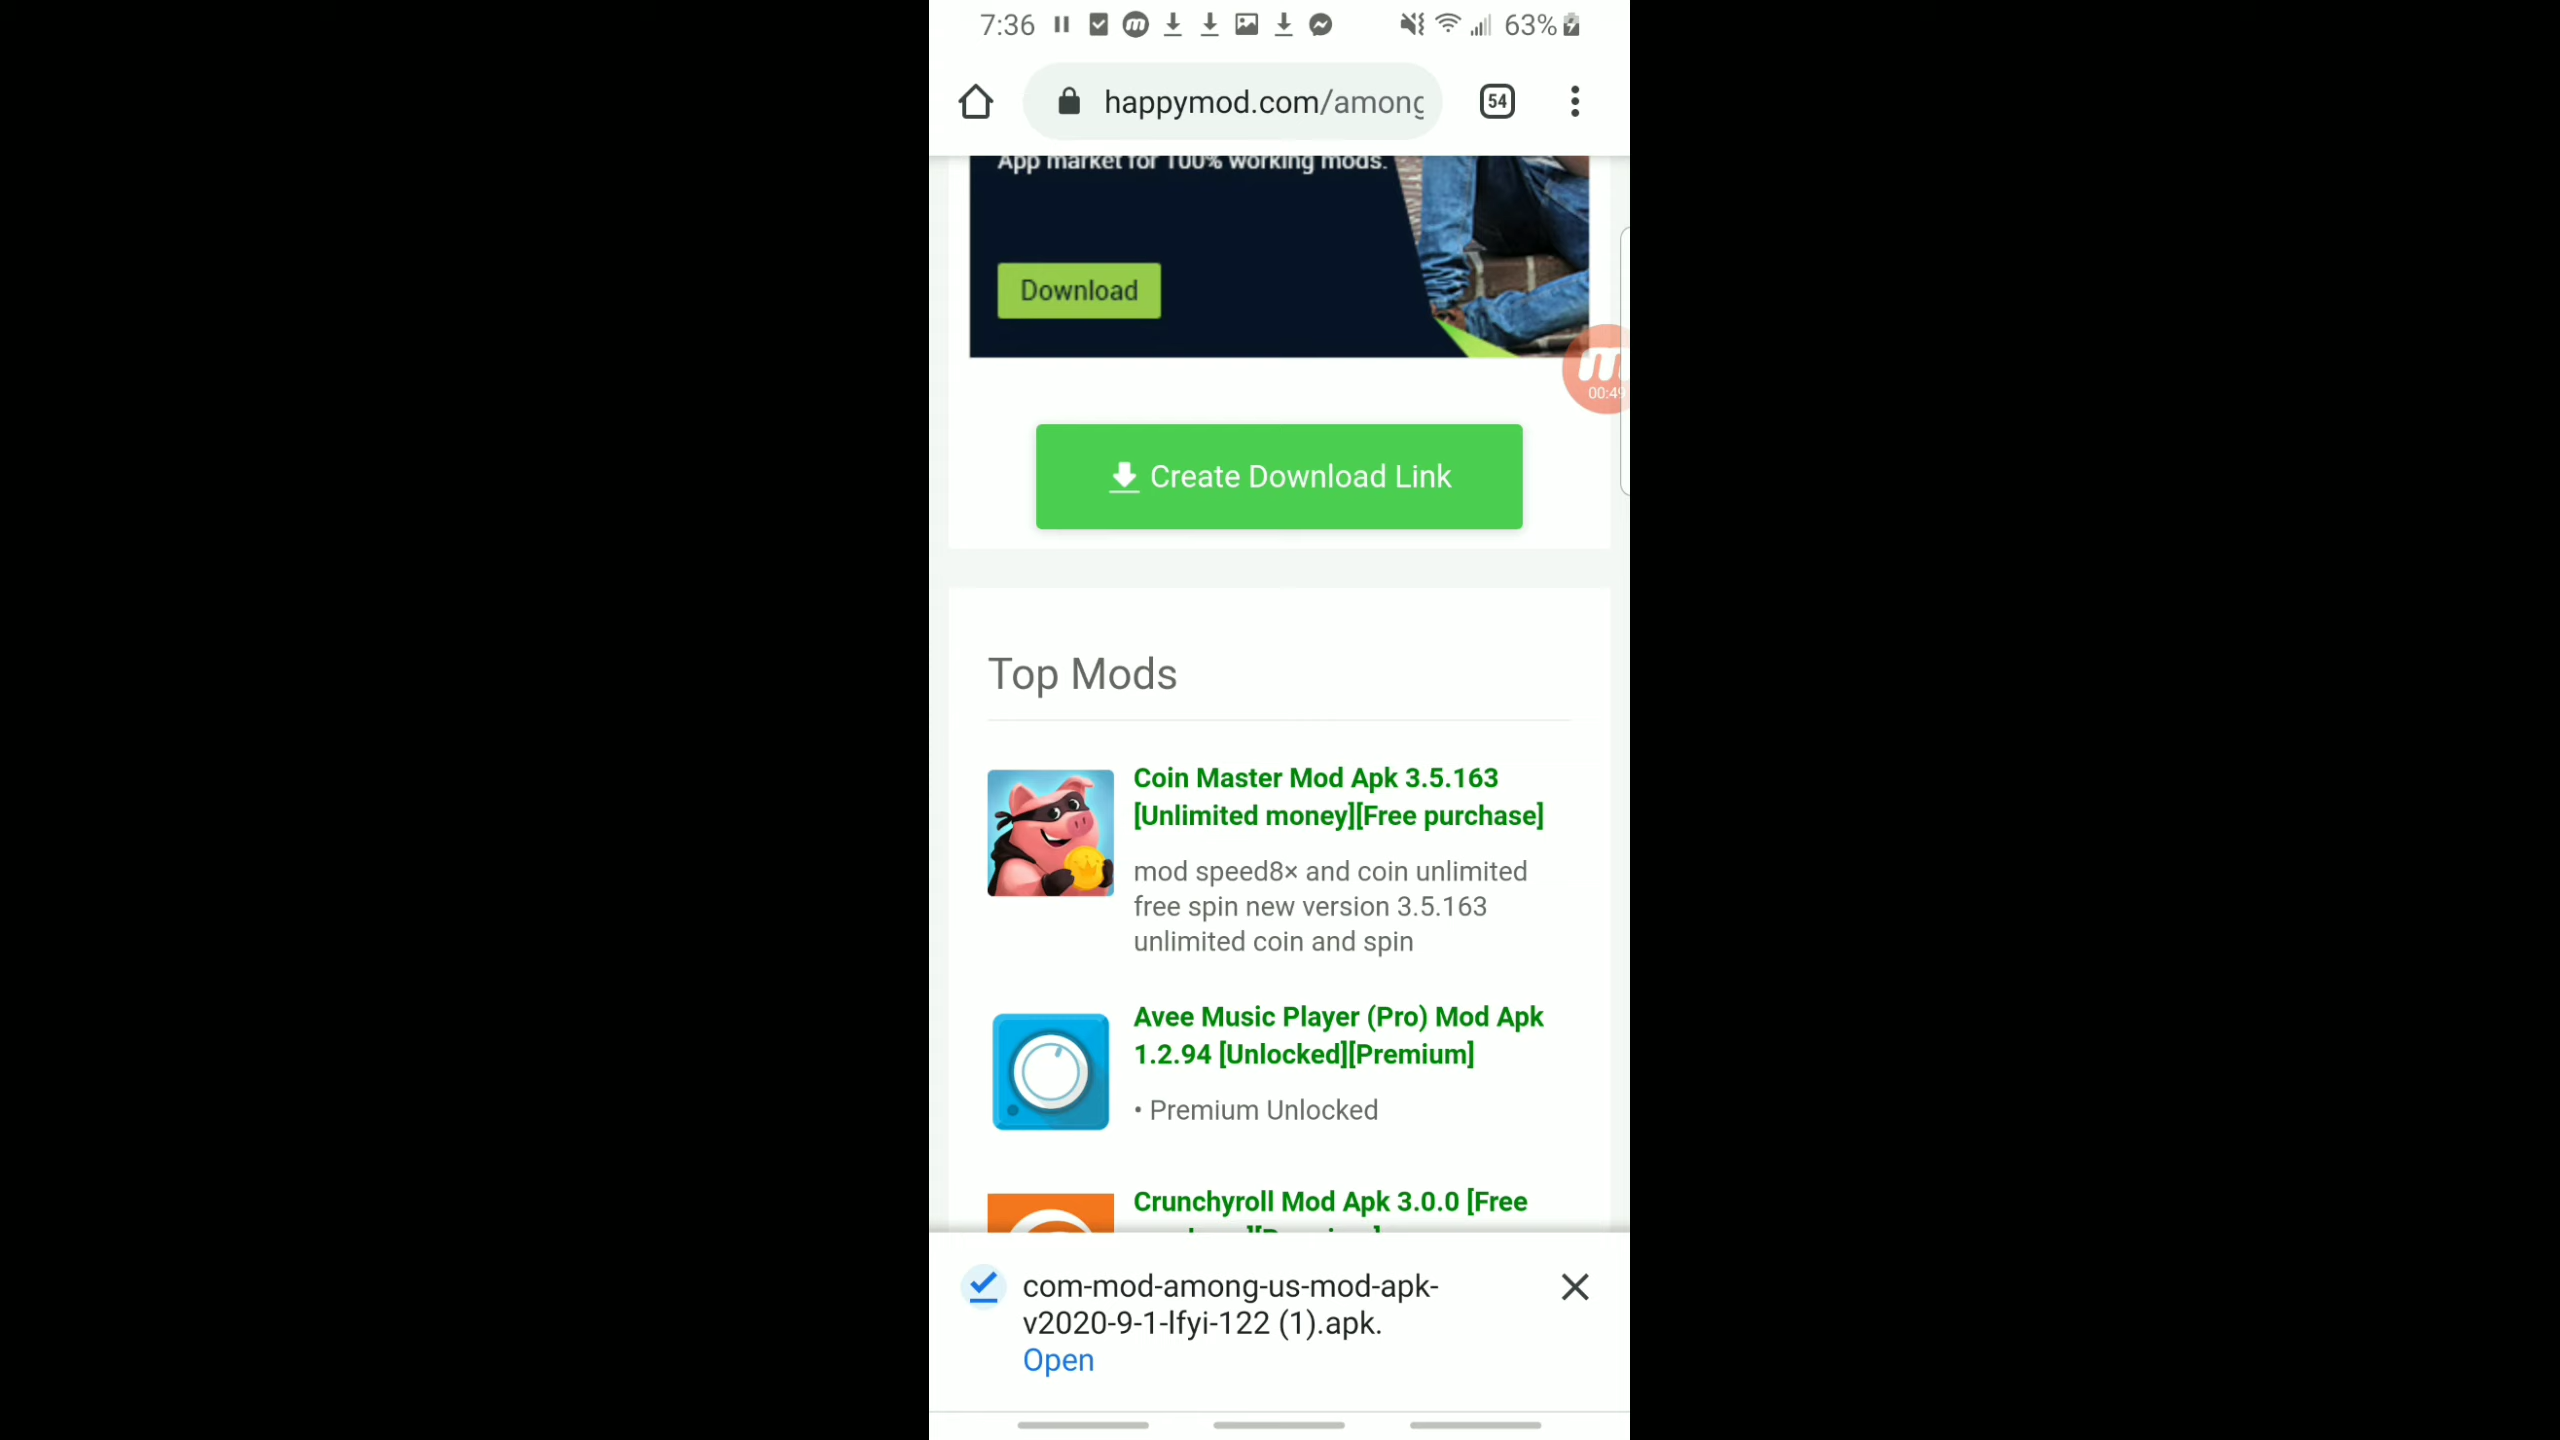 7:36
63%
happymod.com/among
54
App market for 100% working mods.
Download
00:49
Create Download Link
Top Mods
Coin Master Mod Apk 3.5.163
[Unlimited money][Free purchase]
mod speed8× and coin unlimited
free spin new version 3.5.163
unlimited coin and spin
Avee Music Player (Pro) Mod Apk
1.2.94 [Unlocked][Premium]
• Premium Unlocked
Crunchyroll Mod Apk 3.0.0 [Free
com-mod-among-us-mod-apk-
v2020-9-1-lfyi-122 (1).apk.
Open